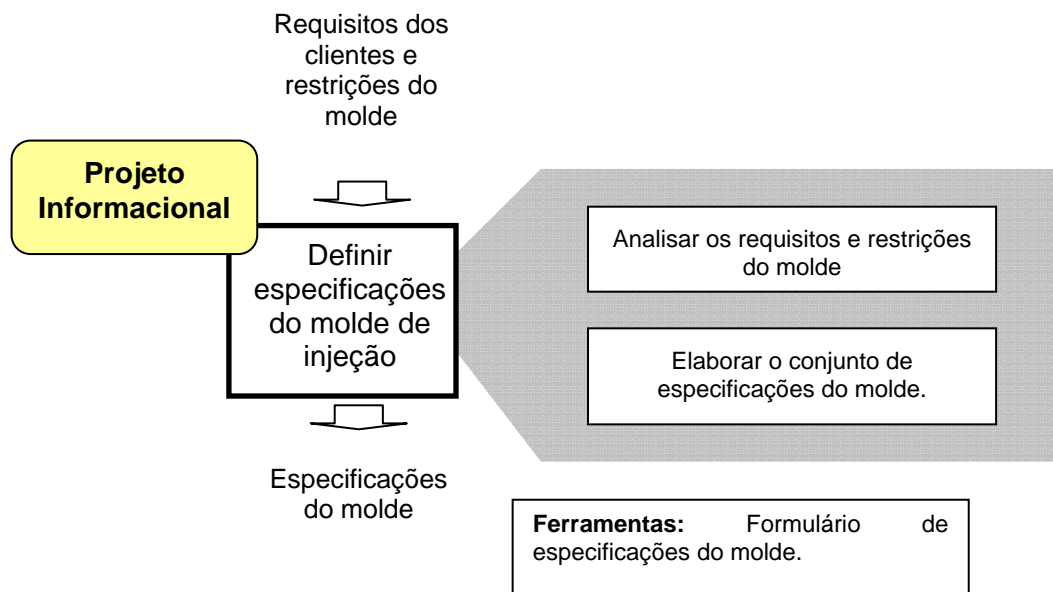 Requisitos dos
clientes e
restrições do
molde
Projeto
Informacional
Definir
especificações
do molde de
injeção
Analisar os requisitos e restrições
do molde
Elaborar o conjunto de
especificações do molde.
Especificações
do molde
Ferramentas: Formulário de
especificações do molde.